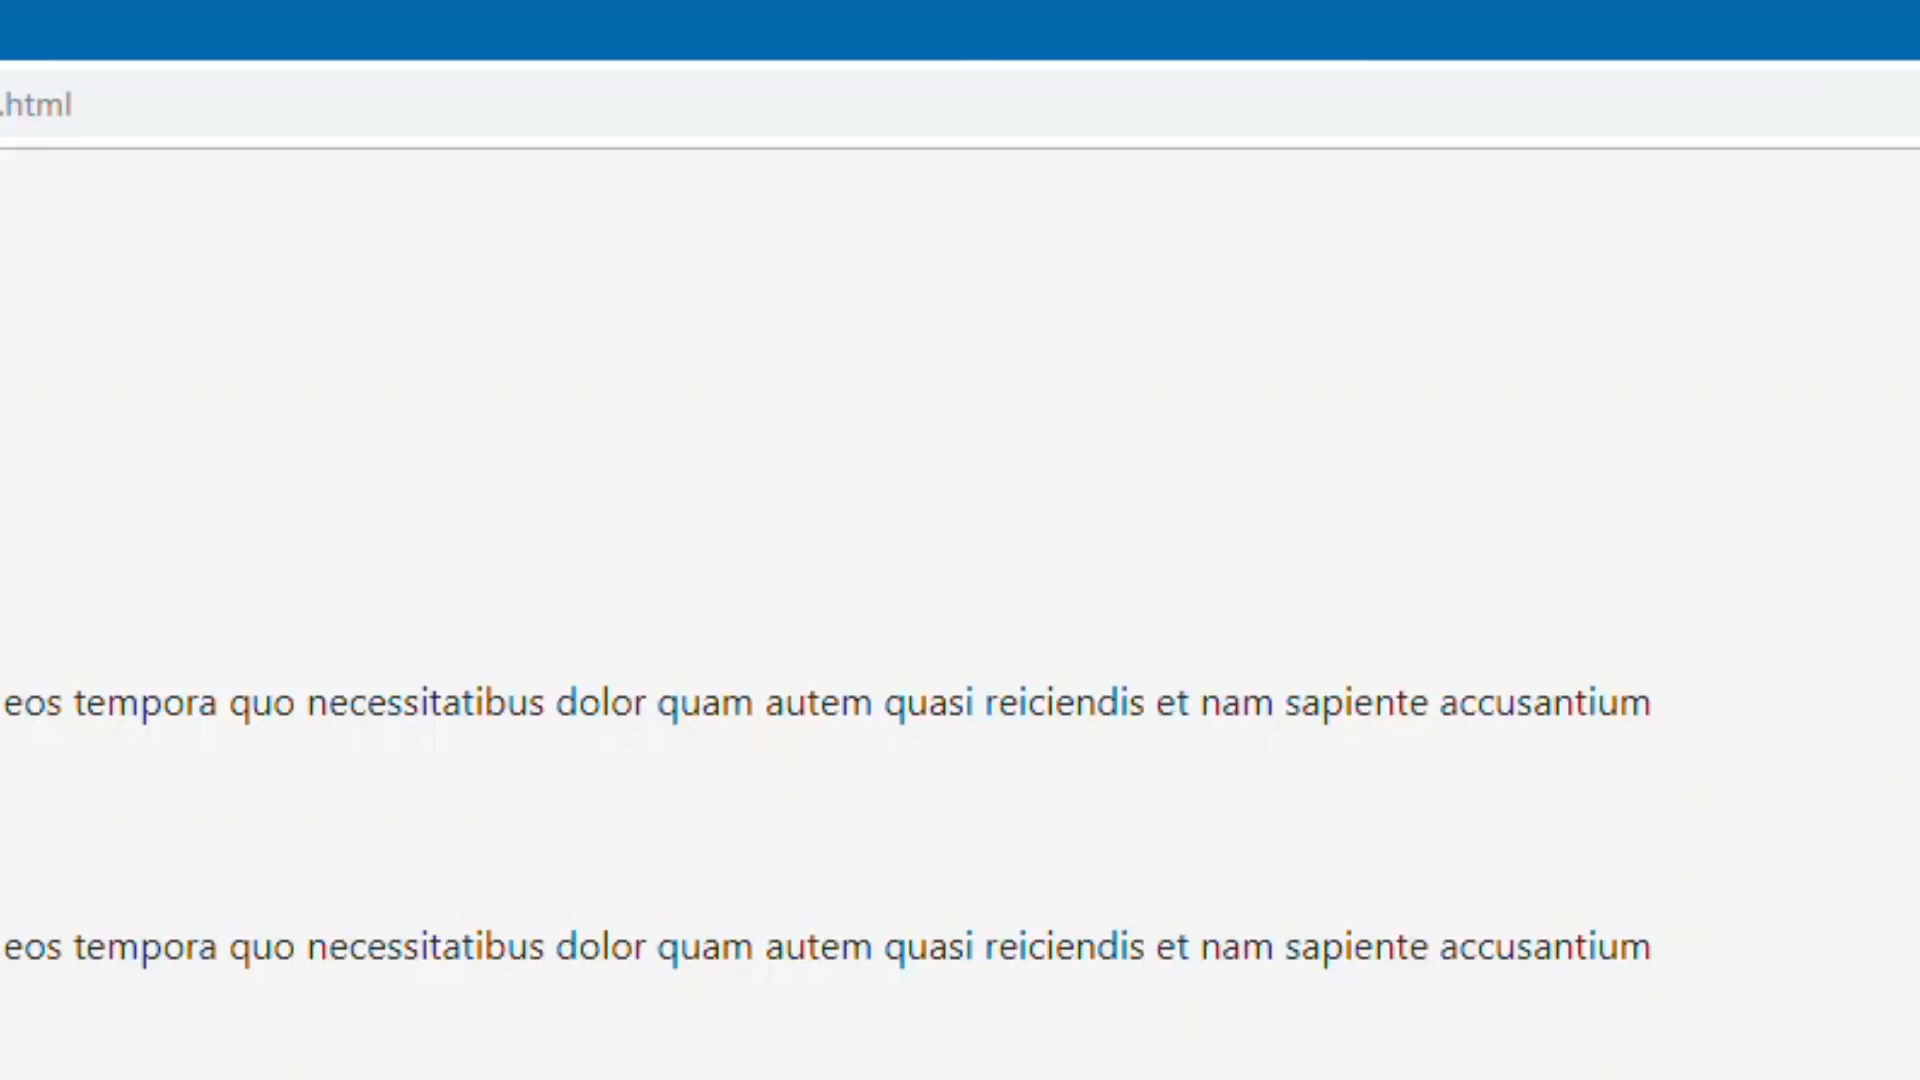 .html
eos tempora quo necessitatibus dolor quam autem quasi reiciendis et nam sapiente accusantium
eos tempora quo necessitatibus dolor quam autem quasi reiciendis et nam sapiente accusantium